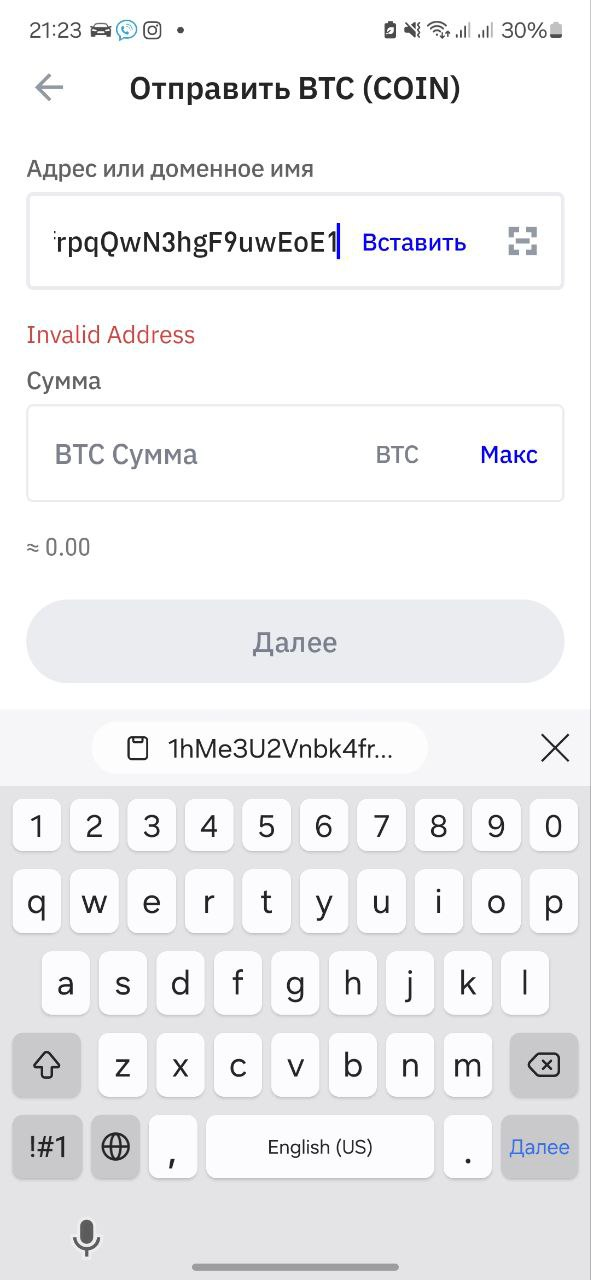 21:23 30%
Отправить BTC (COIN)
Адрес или доменное имя
rpqQwN3hgF9uwEoE1 Вставить
Invalid Address
Сумма
BTC Сумма BTC Макс
≈ 0.00
Далее
1hMe3U2Vnbk4fr...
1 2 3 4 5 6 7 8 9 0
q w e r t y u i o p
a s d f g h j k l
z x c v b n m
!#1 , English (US) . Далее